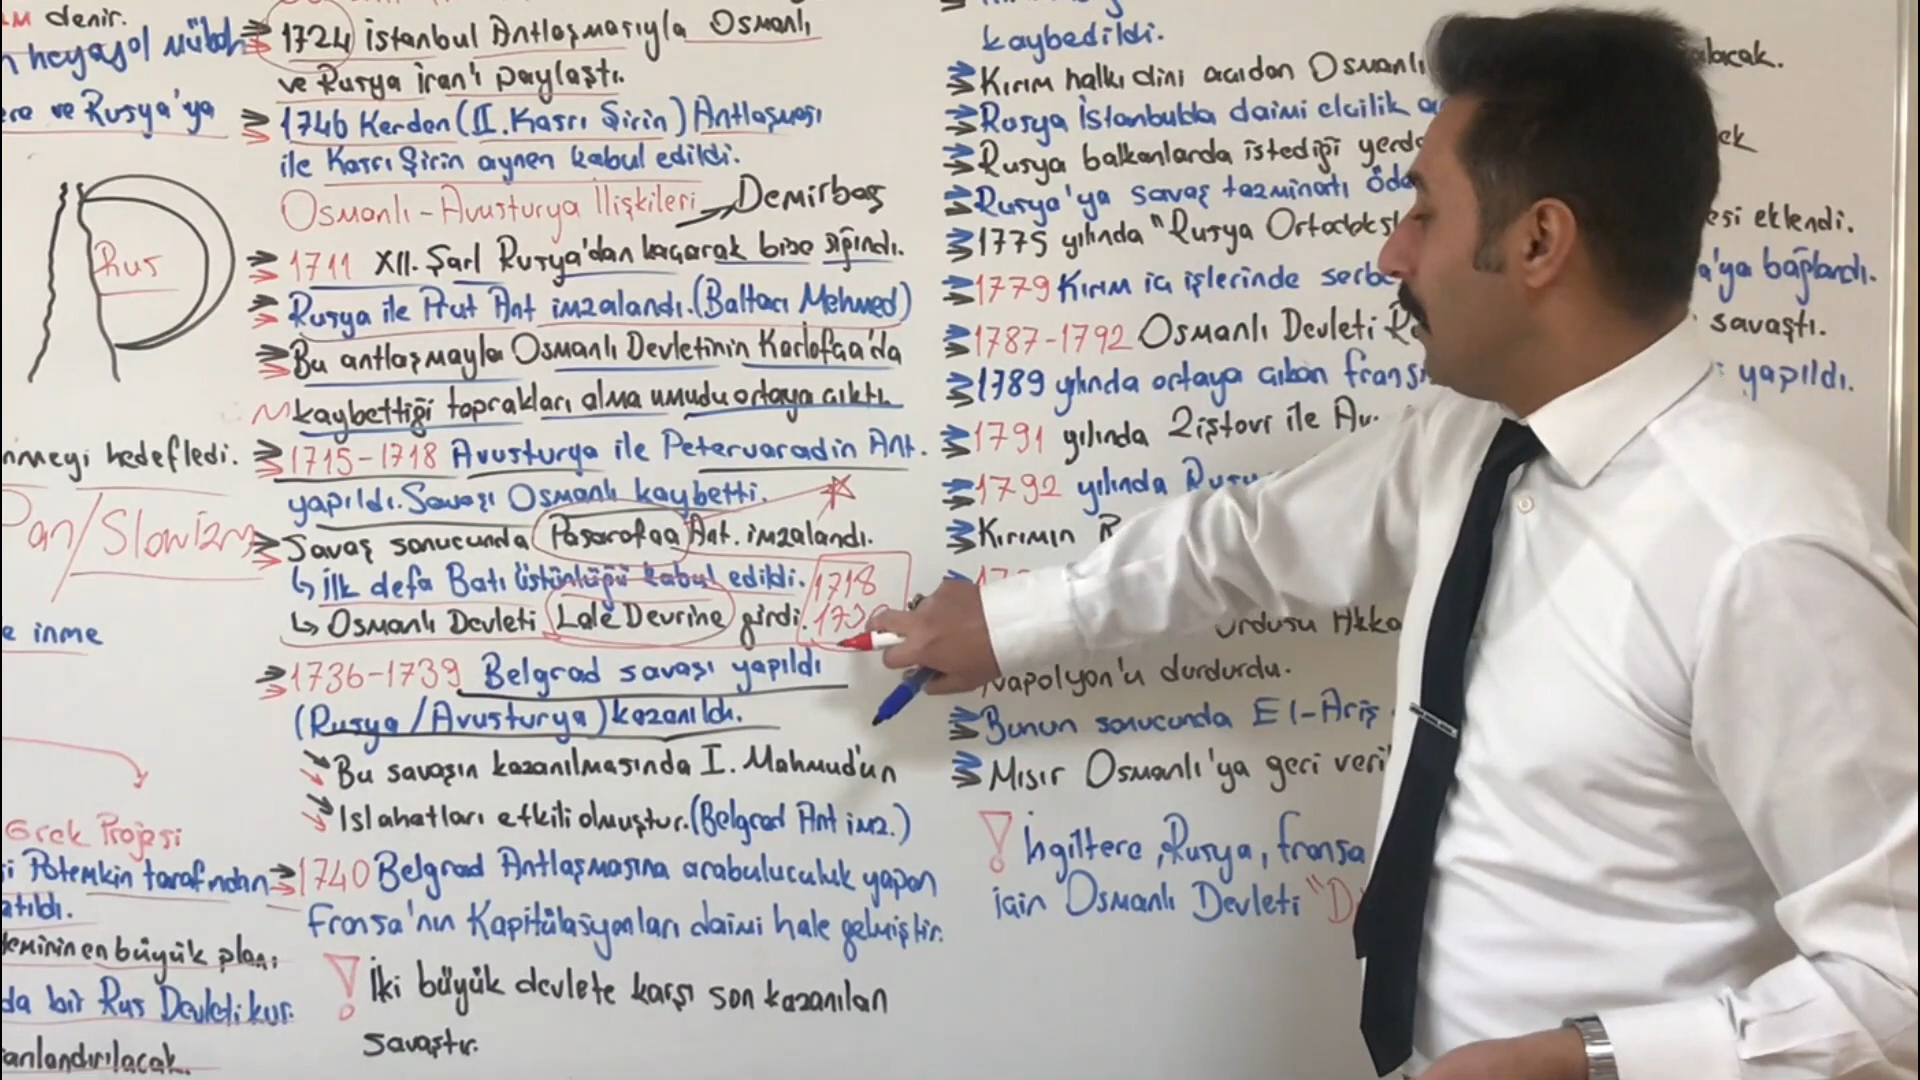 denir.
heyayol
ere ve Rusya'ya
Rus
nmeyi hedefledi.
Pan/Slavizm
e inme
Grek Projesi
i Potemkin tarafından
atıldı.
deminin en büyük planı
da bir Rus Devleti kur.
anlandırılacak.
1724 İstanbul Antlaşmasıyla Osmanlı
ve Rusya İran'ı paylaştı.
1746 Kerden (II. Kasrı Şirin) Antlaşması
ile Kasrı Şirin aynen kabul edildi.
Osmanlı-Avusturya İlişkileri → Demirbaş
1711 XII. Şarl Rusya'dan kaçarak bize sığındı.
Rusya ile Prut Ant imzalandı. (Baltacı Mehmed)
Bu antlaşmayla Osmanlı Devletinin Karlofça'da
kaybettiği toprakları alma umudu ortaya çıktı.
1715-1718 Avusturya ile Petervaradin Ant.
yapıldı. Savaşı Osmanlı kaybetti.
Savaş sonucunda Pasarofça Ant. imzalandı.
↳ İlk defa Batı üstünlüğü kabul edildi. 1718
↳ Osmanlı Devleti Lale Devrine girdi.
1736-1739 Belgrad savaşı yapıldı
(Rusya/Avusturya) kazanıldı.
Bu savaşın kazanılmasında I. Mahmud'un
Islahatları etkili olmuştur. (Belgrad Ant imz.)
1740 Belgrad Antlaşmasına arabuluculuk yapan
Fransa'nın Kapitülasyonları daimi hale gelmiştir.
! İki büyük devlete karşı son kazanılan
savaştır.
kaybedildi.
Kırım halkı dini açıdan Osmanlı alacak.
Rusya İstanbulda daimi elçilik
Rusya balkanlarda istediği yerde ek
Rusya'ya savaş tazminatı
1775 yılında "Rusya Ortodoks esi eklendi.
1779 Kırım iç işlerinde a'ya bağlandı.
1787-1792 Osmanlı Devleti savaştı.
1789 yılında ortaya çıkan yapıldı.
1791 yılında Ziştovi ile
1792 yılında
Kırımın
Ordusu Akka
Napolyon'u durdurdu.
Bunun sonucunda El-Ariş
Mısır Osmanlı'ya geri
! İngiltere, Rusya, Fransa
için Osmanlı Devleti